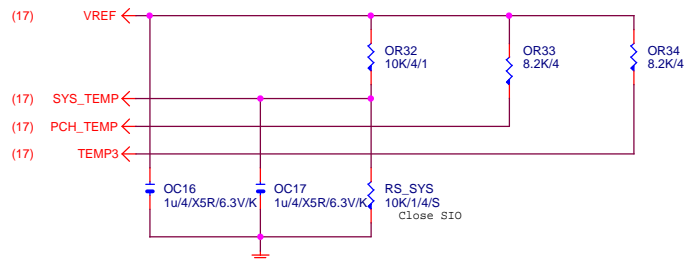 (17) VREF
OR32
10K/4/1
OR33
8.2K/4
OR34
8.2K/4
(17) SYS_TEMP
(17) PCH_TEMP
(17) TEMP3
OC16
1u/4/X5R/6.3V/K
OC17
1u/4/X5R/6.3V/K
RS_SYS
10K/1/4/S
Close SIO